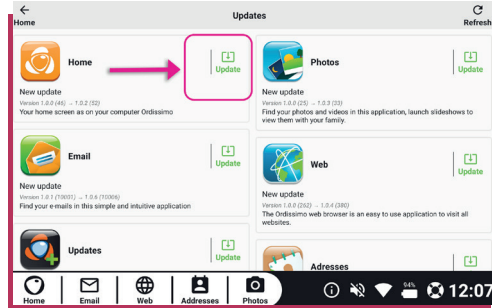 Updates
Home
Refresh
Home
Update
New update
Version 1.0.0 (46) → 1.0.2 (52)
Your home screen as on your computer Ordissimo
Photos
Update
New update
Version 1.0.0 (25) → 1.0.3 (33)
Find your photos and videos in this application, launch slideshows to
view them with your family.
Email
Update
New update
Version 1.0.1 (10001) → 1.0.6 (10006)
Find your e-mails in this simple and intuitive application
Web
Update
New update
Version 1.0.0 (262) → 1.0.4 (380)
The Ordissimo web browser is an easy to use application to visit all
websites.
Updates
Update
Adresses
Update
Home
Email
Web
Addresses
Photos
94%
12:07